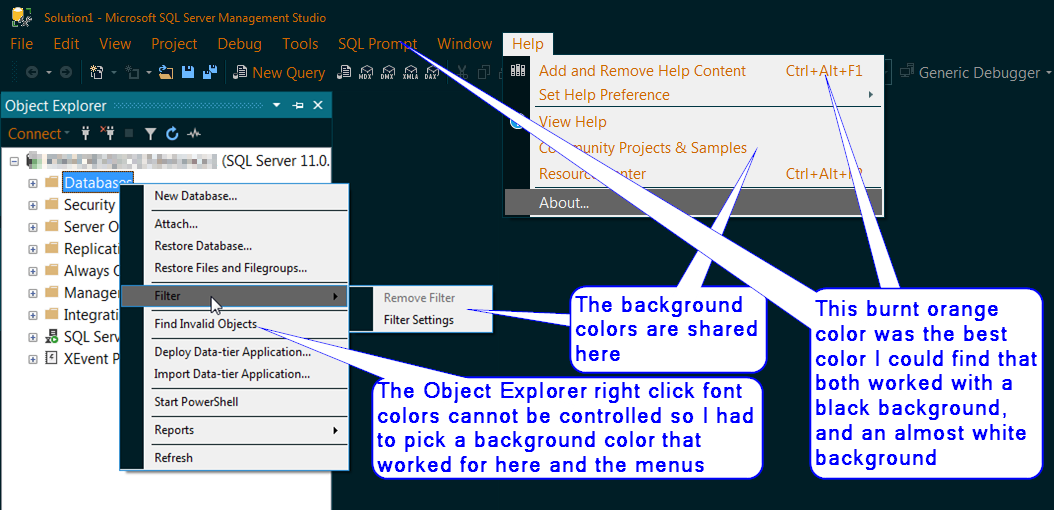 Solution1 - Microsoft SQL Server Management Studio
File Edit View Project Debug Tools SQL Prompt Window Help
New Query MDX DMX XMLA DAX Generic Debugger
Add and Remove Help Content Ctrl+Alt+F1
Set Help Preference
View Help
Community Projects & Samples
Resource Center Ctrl+Alt+F2
About...
Object Explorer
Connect
(SQL Server 11.0.
Databases
Security
Server O
Replicati
Always O
Managem
Integrati
SQL Serv
XEvent P
New Database...
Attach...
Restore Database...
Restore Files and Filegroups...
Filter
Find Invalid Objects
Deploy Data-tier Application...
Import Data-tier Application...
Start PowerShell
Reports
Refresh
Remove Filter
Filter Settings
The background
colors are shared
here
This burnt orange
color was the best
color I could find that
both worked with a
black background,
and an almost white
background
The Object Explorer right click font
colors cannot be controlled so I had
to pick a background color that
worked for here and the menus